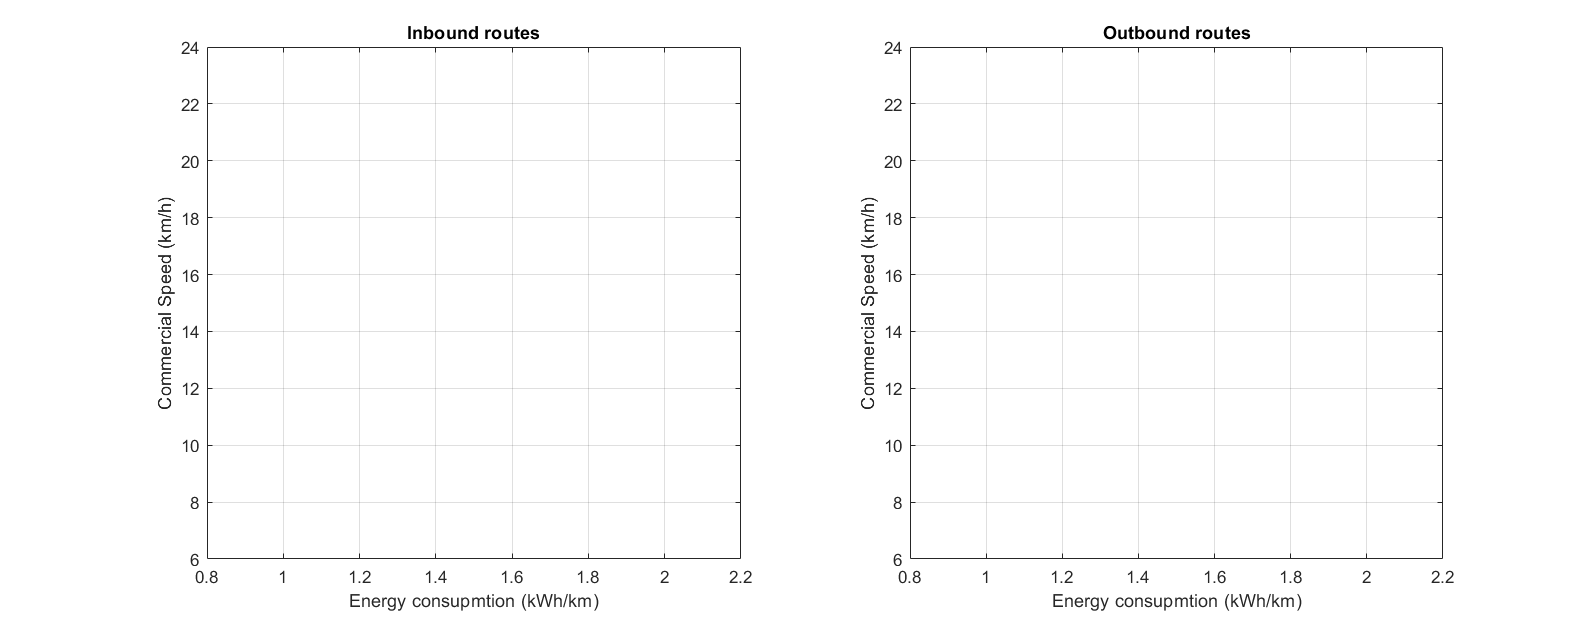 Inbound routes
24
22
20
18
16
14
12
10
8
6
Commercial Speed (km/h)
0.8 1 1.2 1.4 1.6 1.8 2 2.2
Energy consupmtion (kWh/km)
Outbound routes
24
22
20
18
16
14
12
10
8
6
Commercial Speed (km/h)
0.8 1 1.2 1.4 1.6 1.8 2 2.2
Energy consupmtion (kWh/km)